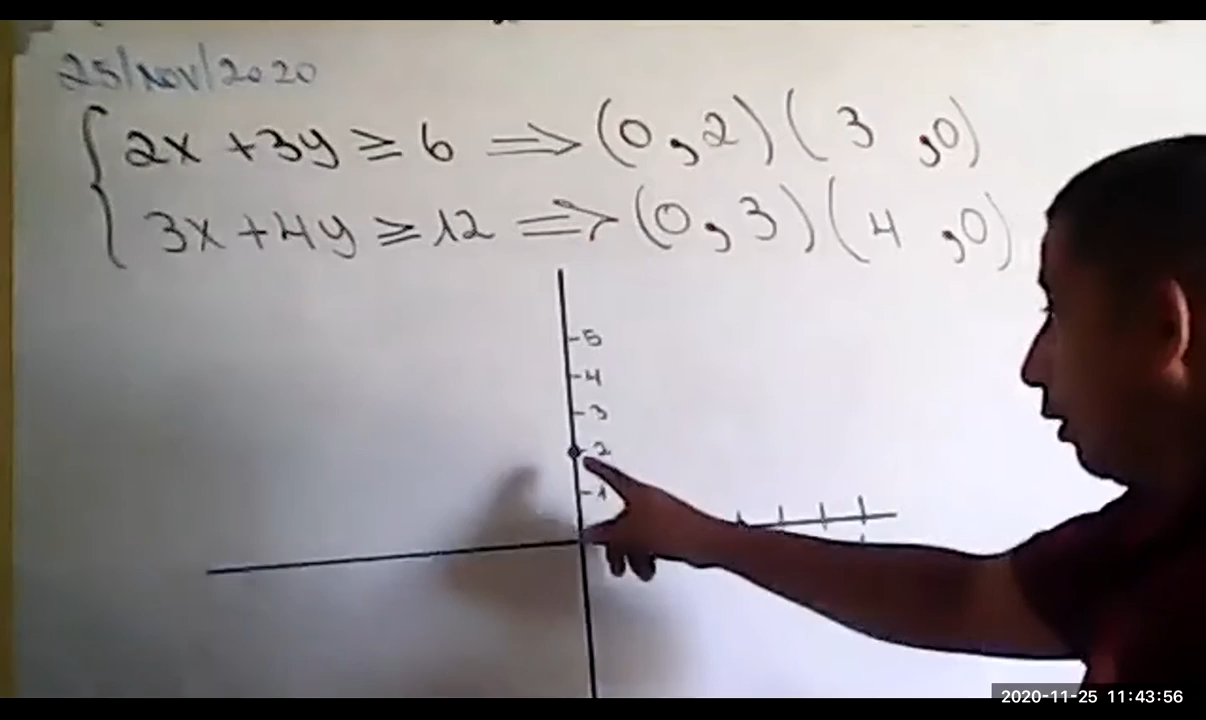 25/Nov/2020
2x + 3y ≥ 6 ⇒ (0, 2) ( 3 , 0)
3x + 4y ≥ 12 ⇒ (0, 3) ( 4 , 0)
5
4
3
2
1
2020-11-25 11:43:56